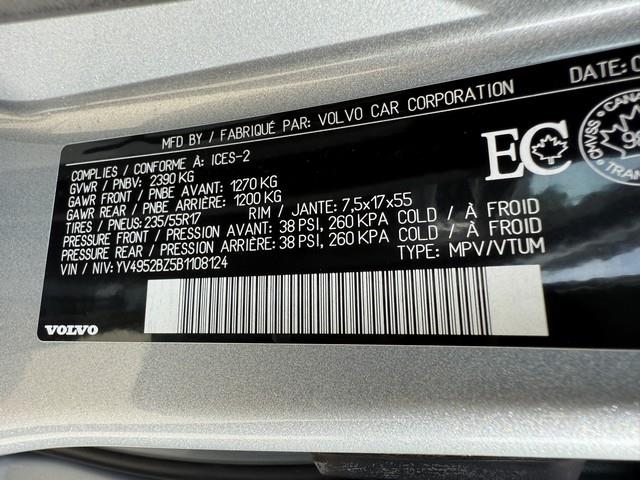 DATE: 0
MFD BY / FABRIQUÉ PAR: VOLVO CAR CORPORATION
COMPLIES / CONFORME À: ICES-2
GVWR / PNBV: 2390 KG
GAWR FRONT / PNBE AVANT: 1270 KG
GAWR REAR / PNBE ARRIÈRE: 1200 KG
TIRES / PNEUS: 235/55R17 RIM / JANTE: 7,5x17x55
PRESSURE FRONT / PRESSION AVANT: 38 PSI, 260 KPA COLD / À FROID
PRESSURE REAR / PRESSION ARRIÈRE: 38 PSI, 260 KPA COLD / À FROID
VIN / NIV: YV4952BZ5B1108124 TYPE: MPV/VTUM
EC
VOLVO